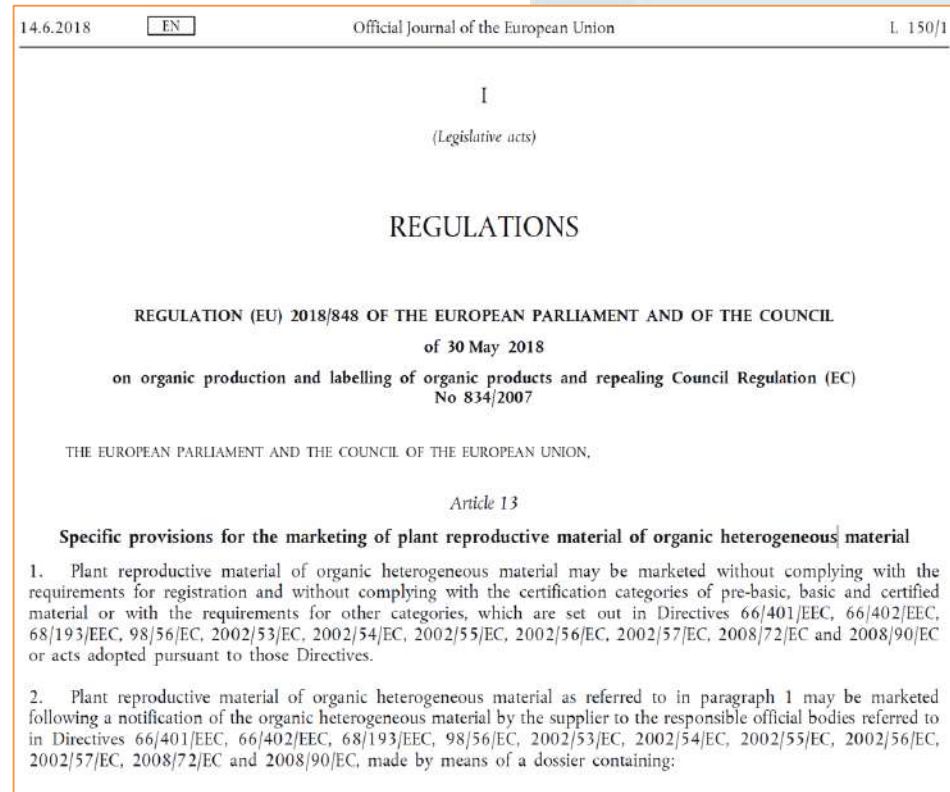 14.6.2018 EN Official Journal of the European Union L 150/1
I
(Legislative acts)
REGULATIONS
REGULATION (EU) 2018/848 OF THE EUROPEAN PARLIAMENT AND OF THE COUNCIL
of 30 May 2018
on organic production and labelling of organic products and repealing Council Regulation (EC)
No 834/2007
THE EUROPEAN PARLIAMENT AND THE COUNCIL OF THE EUROPEAN UNION,
Article 13
Specific provisions for the marketing of plant reproductive material of organic heterogeneous material
1. Plant reproductive material of organic heterogeneous material may be marketed without complying with the
requirements for registration and without complying with the certification categories of pre-basic, basic and certified
material or with the requirements for other categories, which are set out in Directives 66/401/EEC, 66/402/EEC,
68/193/EEC, 98/56/EC, 2002/53/EC, 2002/54/EC, 2002/55/EC, 2002/56/EC, 2002/57/EC, 2008/72/EC and 2008/90/EC
or acts adopted pursuant to those Directives.
2. Plant reproductive material of organic heterogeneous material as referred to in paragraph 1 may be marketed
following a notification of the organic heterogeneous material by the supplier to the responsible official bodies referred to
in Directives 66/401/EEC, 66/402/EEC, 68/193/EEC, 98/56/EC, 2002/53/EC, 2002/54/EC, 2002/55/EC, 2002/56/EC,
2002/57/EC, 2008/72/EC and 2008/90/EC, made by means of a dossier containing: